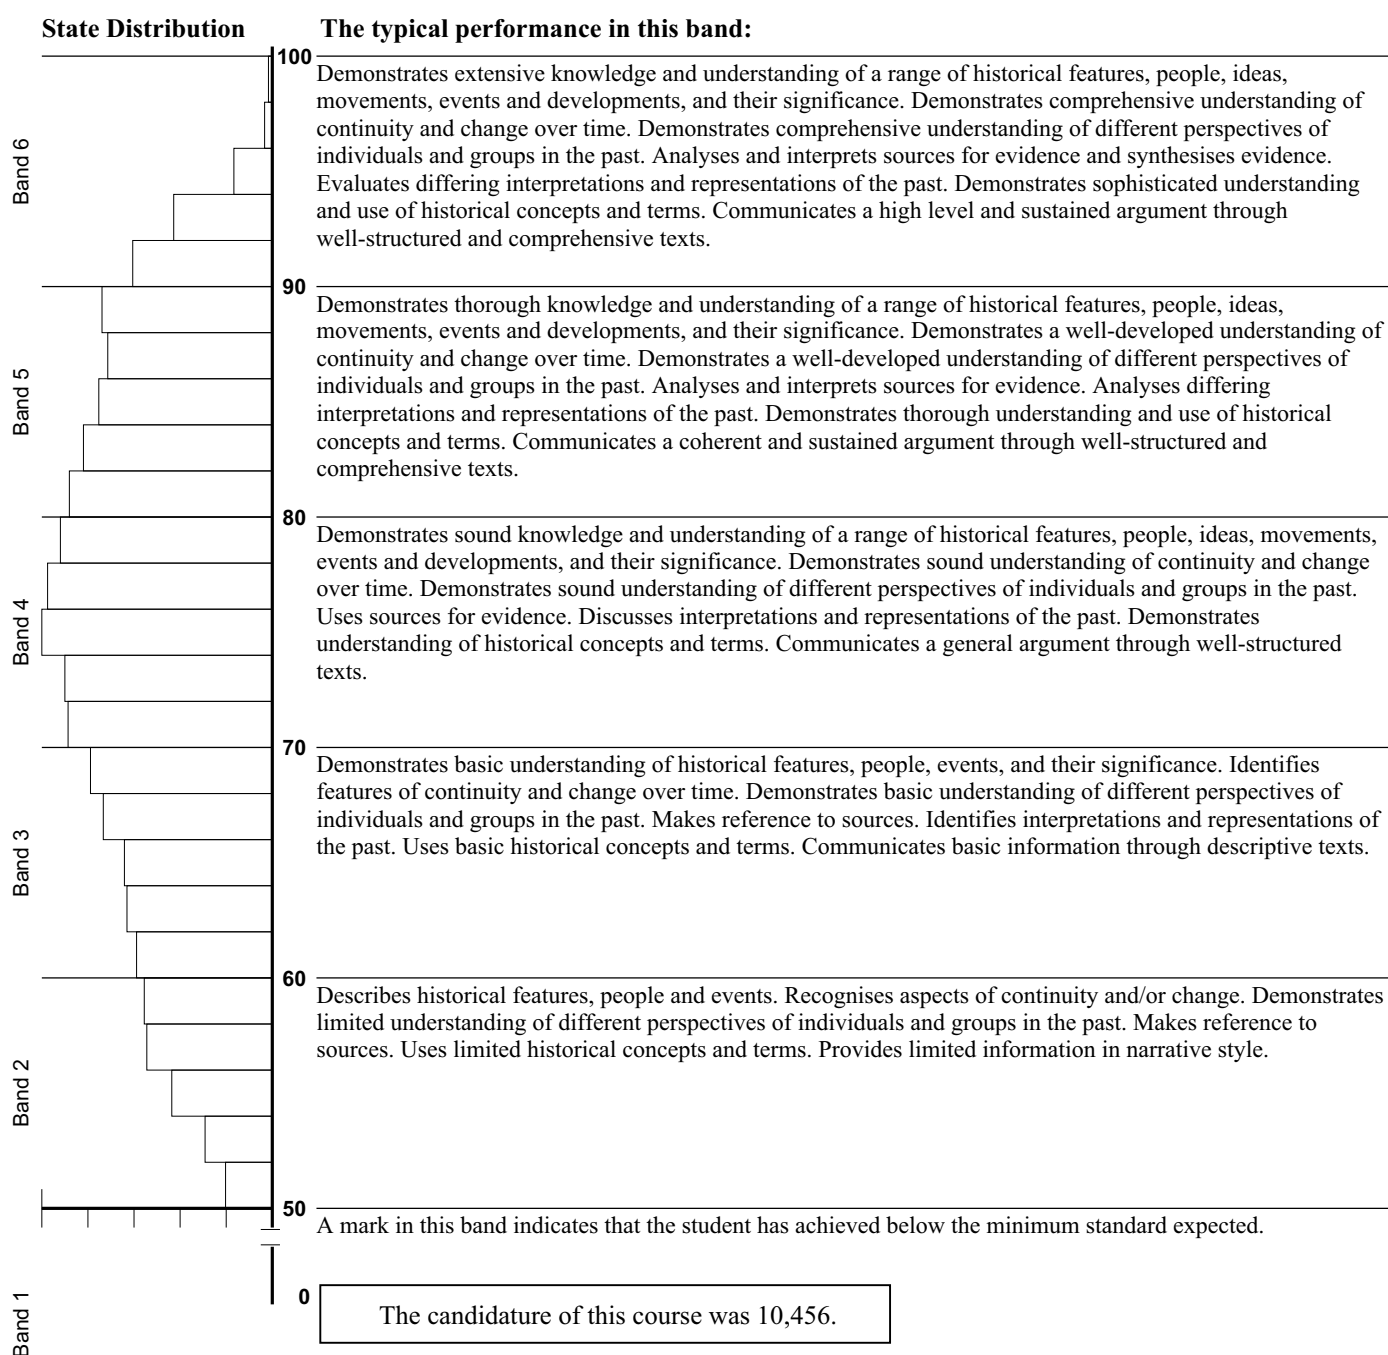 State Distribution
The typical performance in this band:
100
Band 6
Demonstrates extensive knowledge and understanding of a range of historical features, people, ideas,
movements, events and developments, and their significance. Demonstrates comprehensive understanding of
continuity and change over time. Demonstrates comprehensive understanding of different perspectives of
individuals and groups in the past. Analyses and interprets sources for evidence and synthesises evidence.
Evaluates differing interpretations and representations of the past. Demonstrates sophisticated understanding
and use of historical concepts and terms. Communicates a high level and sustained argument through
well-structured and comprehensive texts.
90
Band 5
Demonstrates thorough knowledge and understanding of a range of historical features, people, ideas,
movements, events and developments, and their significance. Demonstrates a well-developed understanding of
continuity and change over time. Demonstrates a well-developed understanding of different perspectives of
individuals and groups in the past. Analyses and interprets sources for evidence. Analyses differing
interpretations and representations of the past. Demonstrates thorough understanding and use of historical
concepts and terms. Communicates a coherent and sustained argument through well-structured and
comprehensive texts.
80
Band 4
Demonstrates sound knowledge and understanding of a range of historical features, people, ideas, movements,
events and developments, and their significance. Demonstrates sound understanding of continuity and change
over time. Demonstrates sound understanding of different perspectives of individuals and groups in the past.
Uses sources for evidence. Discusses interpretations and representations of the past. Demonstrates
understanding of historical concepts and terms. Communicates a general argument through well-structured
texts.
70
Band 3
Demonstrates basic understanding of historical features, people, events, and their significance. Identifies
features of continuity and change over time. Demonstrates basic understanding of different perspectives of
individuals and groups in the past. Makes reference to sources. Identifies interpretations and representations of
the past. Uses basic historical concepts and terms. Communicates basic information through descriptive texts.
60
Band 2
Describes historical features, people and events. Recognises aspects of continuity and/or change. Demonstrates
limited understanding of different perspectives of individuals and groups in the past. Makes reference to
sources. Uses limited historical concepts and terms. Provides limited information in narrative style.
50
A mark in this band indicates that the student has achieved below the minimum standard expected.
Band 1
0
The candidature of this course was 10,456.